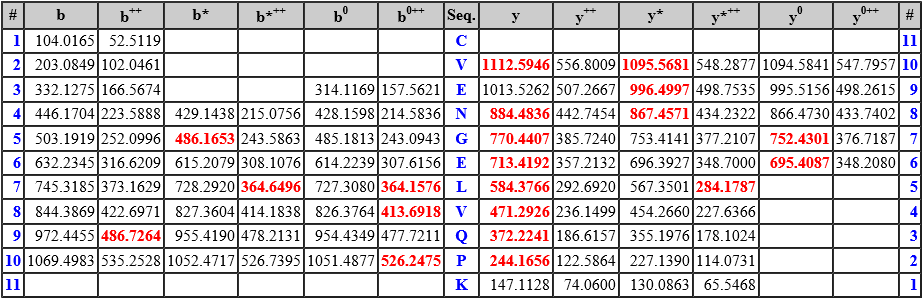 # b b++ b* b*++ b0 b0++ Seq. y y++ y* y*++ y0 y0++ #
1 104.0165 52.5119 C 11
2 203.0849 102.0461 V 1112.5946 556.8009 1095.5681 548.2877 1094.5841 547.7957 10
3 332.1275 166.5674 314.1169 157.5621 E 1013.5262 507.2667 996.4997 498.7535 995.5156 498.2615 9
4 446.1704 223.5888 429.1438 215.0756 428.1598 214.5836 N 884.4836 442.7454 867.4571 434.2322 866.4730 433.7402 8
5 503.1919 252.0996 486.1653 243.5863 485.1813 243.0943 G 770.4407 385.7240 753.4141 377.2107 752.4301 376.7187 7
6 632.2345 316.6209 615.2079 308.1076 614.2239 307.6156 E 713.4192 357.2132 696.3927 348.7000 695.4087 348.2080 6
7 745.3185 373.1629 728.2920 364.6496 727.3080 364.1576 L 584.3766 292.6920 567.3501 284.1787 5
8 844.3869 422.6971 827.3604 414.1838 826.3764 413.6918 V 471.2926 236.1499 454.2660 227.6366 4
9 972.4455 486.7264 955.4190 478.2131 954.4349 477.7211 Q 372.2241 186.6157 355.1976 178.1024 3
10 1069.4983 535.2528 1052.4717 526.7395 1051.4877 526.2475 P 244.1656 122.5864 227.1390 114.0731 2
11 K 147.1128 74.0600 130.0863 65.5468 1